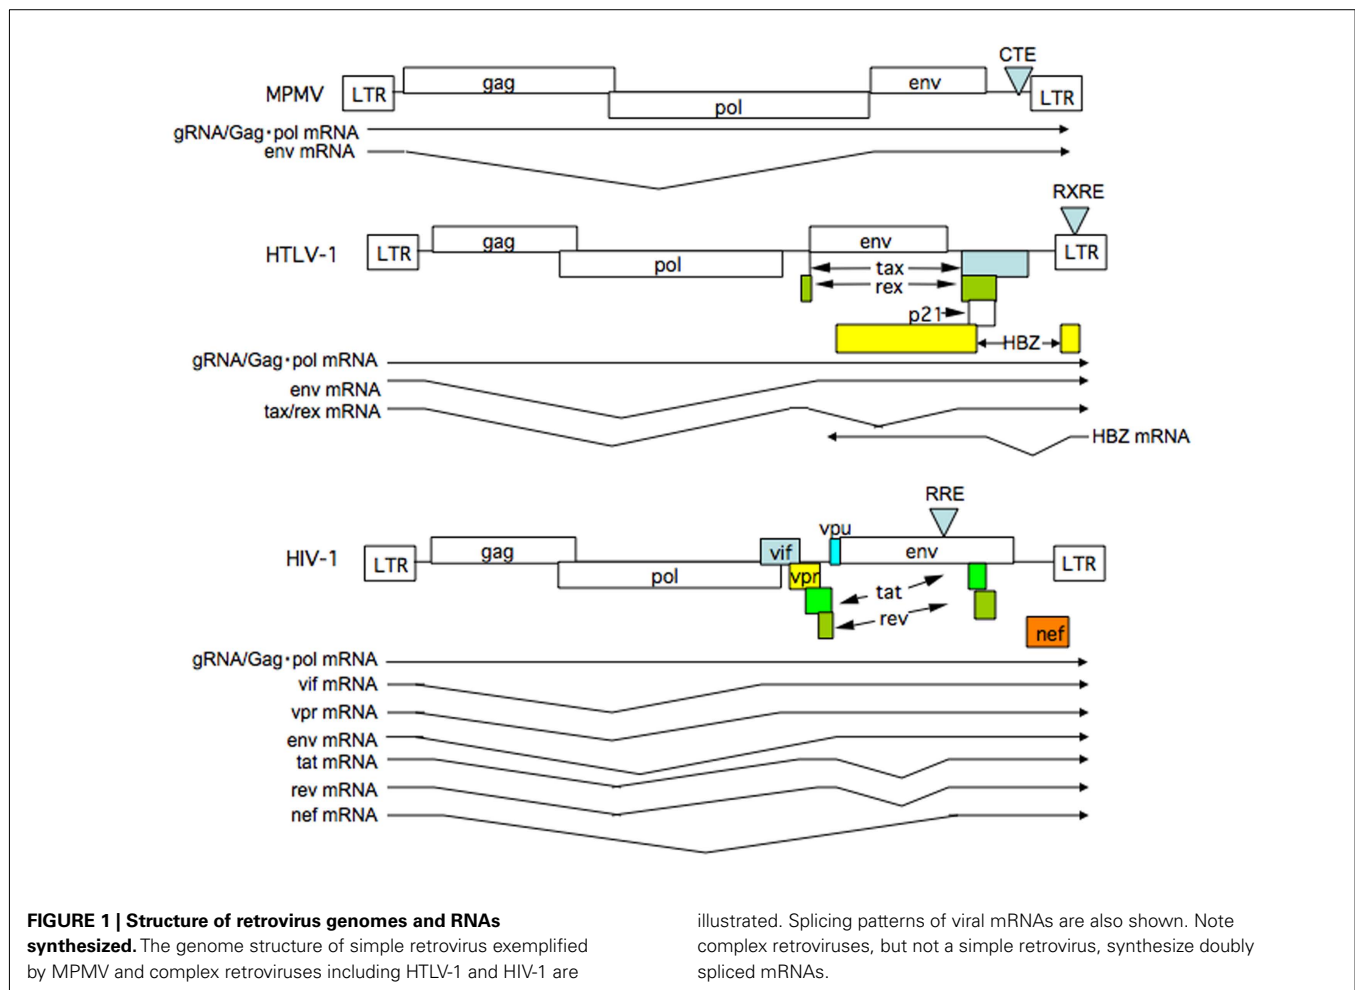 CTE
MPMV
LTR
gag
pol
env
LTR
gRNA/Gag·pol mRNA
env mRNA
RXRE
HTLV-1
LTR
gag
pol
env
LTR
tax
rex
p21
HBZ
gRNA/Gag·pol mRNA
env mRNA
tax/rex mRNA
HBZ mRNA
RRE
HIV-1
LTR
gag
pol
vif
vpu
env
LTR
vpr
tat
rev
nef
gRNA/Gag·pol mRNA
vif mRNA
vpr mRNA
env mRNA
tat mRNA
rev mRNA
nef mRNA
FIGURE 1 | Structure of retrovirus genomes and RNAs
synthesized. The genome structure of simple retrovirus exemplified
by MPMV and complex retroviruses including HTLV-1 and HIV-1 are
illustrated. Splicing patterns of viral mRNAs are also shown. Note
complex retroviruses, but not a simple retrovirus, synthesize doubly
spliced mRNAs.